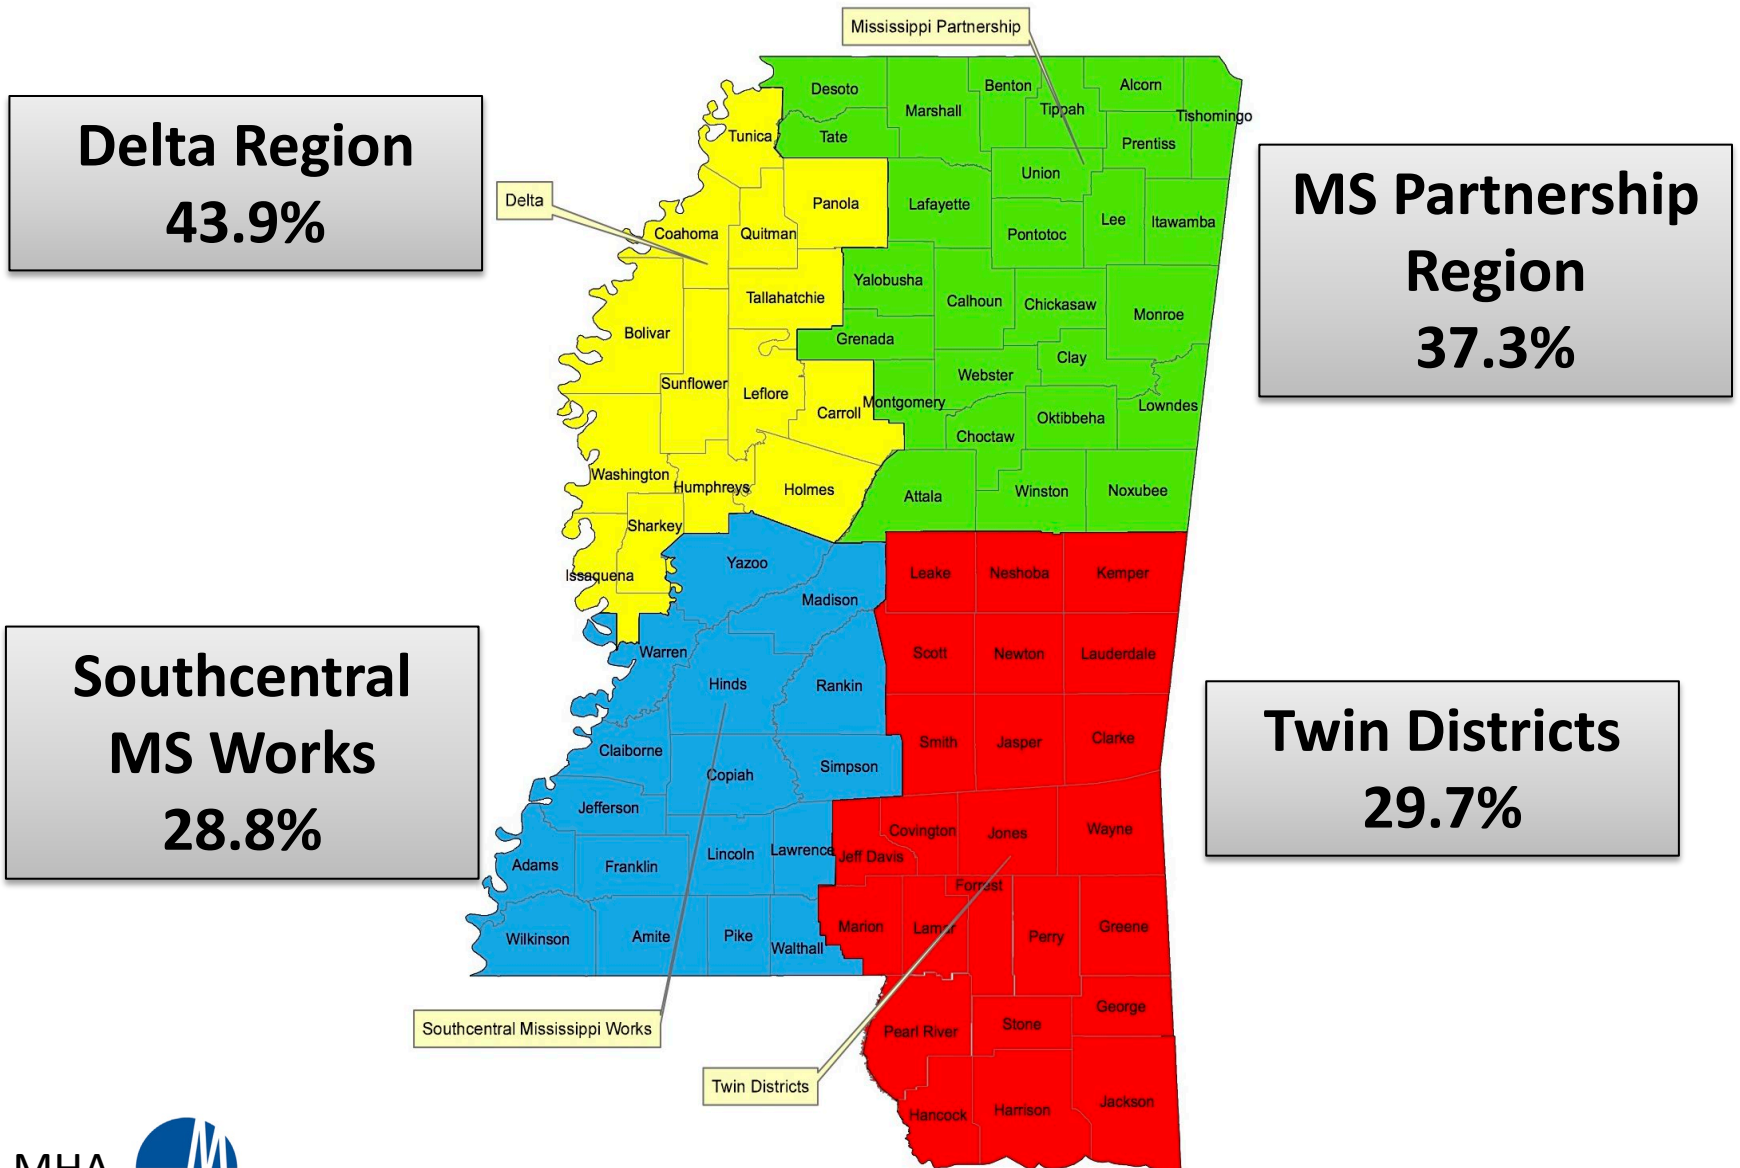 Mississippi Partnership
Delta Region
43.9%
Delta
MS Partnership
Region
37.3%
Southcentral
MS Works
28.8%
Twin Districts
29.7%
Desoto
Marshall
Benton
Tippah
Alcorn
Tishomingo
Tunica
Tate
Prentiss
Union
Panola
Lafayette
Pontotoc
Lee
Itawamba
Coahoma
Quitman
Tallahatchie
Yalobusha
Calhoun
Chickasaw
Monroe
Bolivar
Grenada
Clay
Sunflower
Leflore
Carroll
Montgomery
Webster
Oktibbeha
Lowndes
Choctaw
Washington
Humphreys
Holmes
Attala
Winston
Noxubee
Sharkey
Issaquena
Yazoo
Madison
Leake
Neshoba
Kemper
Warren
Hinds
Rankin
Scott
Newton
Lauderdale
Claiborne
Copiah
Simpson
Smith
Jasper
Clarke
Jefferson
Adams
Franklin
Lincoln
Lawrence
Jeff Davis
Covington
Jones
Wayne
Forrest
Wilkinson
Amite
Pike
Walthall
Marion
Lamar
Perry
Greene
Southcentral Mississippi Works
Pearl River
Stone
George
Twin Districts
Hancock
Harrison
Jackson
MHA